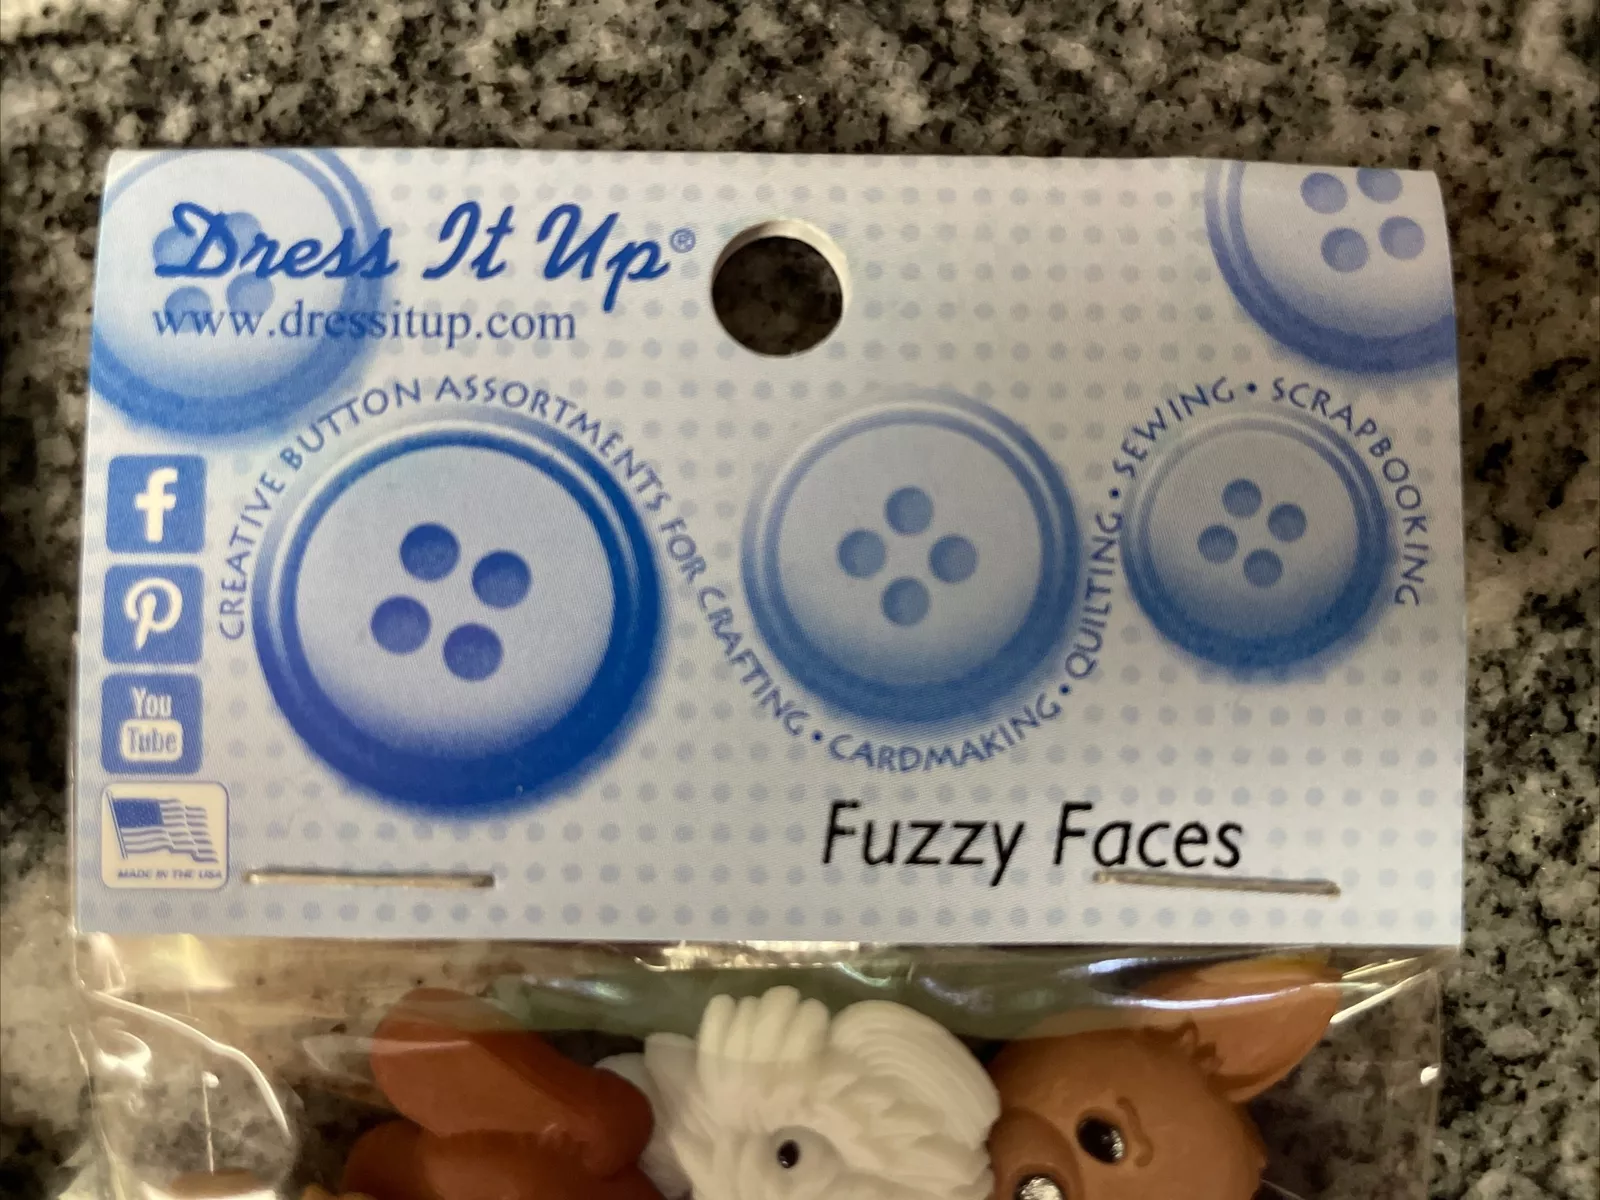 Dress It Up®
www.dressitup.com
CREATIVE BUTTON ASSORTMENTS FOR CRAFTING • CARDMAKING • QUILTING • SEWING • SCRAPBOOKING
f
P
You
Tube
MADE IN THE USA
Fuzzy Faces